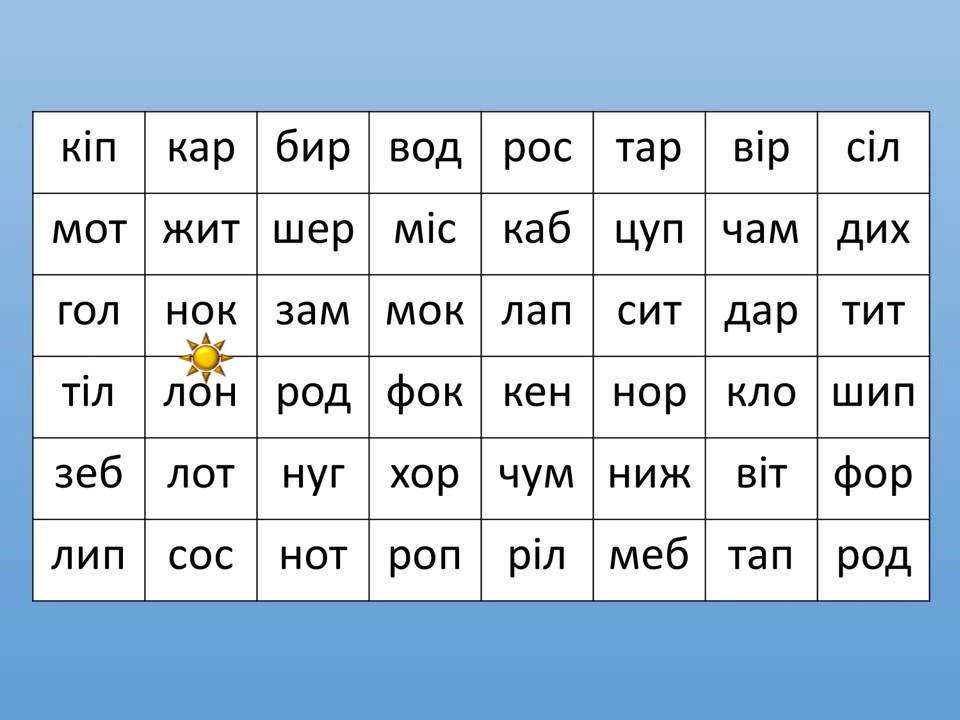 кіп кар бир вод рос тар вір сіл
мот жит шер міс каб цуп чам дих
гол нок зам мок лап сит дар тит
тіл лон род фок кен нор кло шип
зеб лот нуг хор чум ниж віт фор
лип сос нот роп ріл меб тап род